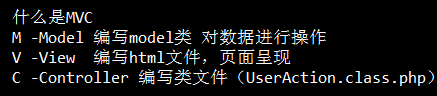 什么是MVC
M -Model 编写model类 对数据进行操作
V -View  编写html文件，页面呈现
C -Controller 编写类文件（UserAction.class.php）